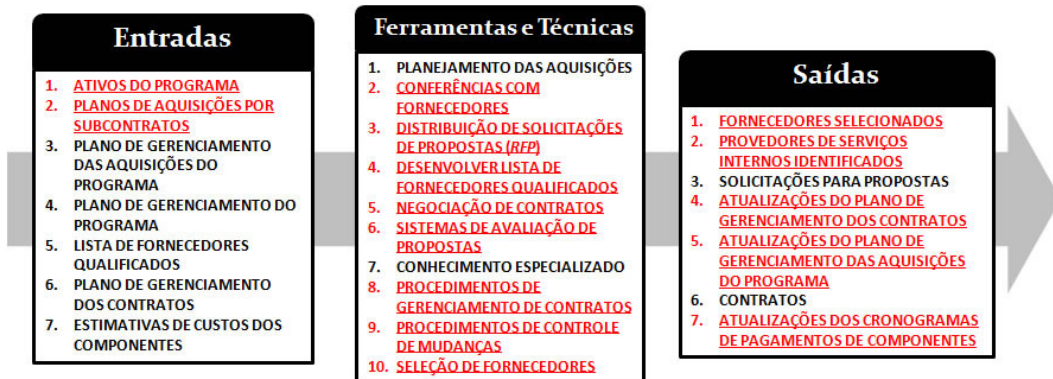 Entradas
1. ATIVOS DO PROGRAMA
2. PLANOS DE AQUISIÇÕES POR
SUBCONTRATOS
3. PLANO DE GERENCIAMENTO
DAS AQUISIÇÕES DO
PROGRAMA
4. PLANO DE GERENCIAMENTO DO
PROGRAMA
5. LISTA DE FORNECEDORES
QUALIFICADOS
6. PLANO DE GERENCIAMENTO
DOS CONTRATOS
7. ESTIMATIVAS DE CUSTOS DOS
COMPONENTES
Ferramentas e Técnicas
1. PLANEJAMENTO DAS AQUISIÇÕES
2. CONFERÊNCIAS COM
FORNECEDORES
3. DISTRIBUIÇÃO DE SOLICITAÇÕES
DE PROPOSTAS (RFP)
4. DESENVOLVER LISTA DE
FORNECEDORES QUALIFICADOS
5. NEGOCIAÇÃO DE CONTRATOS
6. SISTEMAS DE AVALIAÇÃO DE
PROPOSTAS
7. CONHECIMENTO ESPECIALIZADO
8. PROCEDIMENTOS DE
GERENCIAMENTO DE CONTRATOS
9. PROCEDIMENTOS DE CONTROLE
DE MUDANÇAS
10. SELEÇÃO DE FORNECEDORES
Saídas
1. FORNECEDORES SELECIONADOS
2. PROVEDORES DE SERVIÇOS
INTERNOS IDENTIFICADOS
3. SOLICITAÇÕES PARA PROPOSTAS
4. ATUALIZAÇÕES DO PLANO DE
GERENCIAMENTO DOS CONTRATOS
5. ATUALIZAÇÕES DO PLANO DE
GERENCIAMENTO DAS AQUISIÇÕES
DO PROGRAMA
6. CONTRATOS
7. ATUALIZAÇÕES DOS CRONOGRAMAS
DE PAGAMENTOS DE COMPONENTES